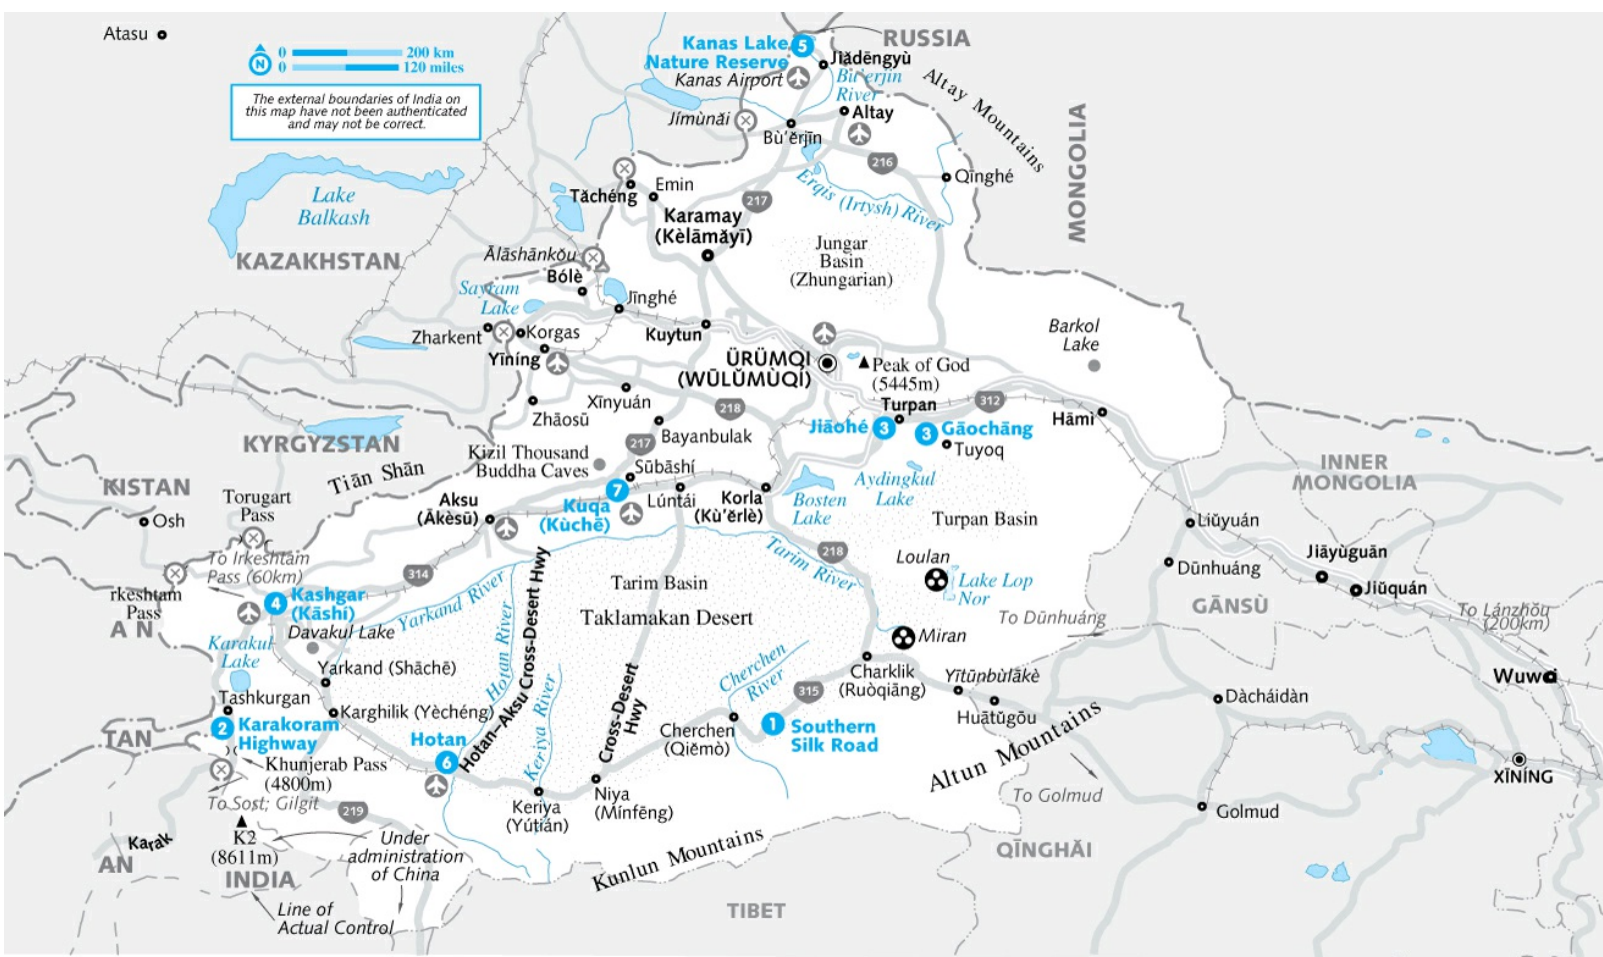 Atasu
0 200 km
0 120 miles
N
The external boundaries of India on
this map have not been authenticated
and may not be correct.
Kanas Lake
Nature Reserve
5
RUSSIA
Jiǎdēngyù
Kanas Airport
Bù'ěrjīn
River
Altay Mountains
Jímùnǎi
Altay
Bù'ěrjīn
216
Qīnghé
MONGOLIA
Lake
Balkash
KAZAKHSTAN
Tǎchéng
Emin
217
Erqis (Irtysh) River
Karamay
(Kèlāmǎyī)
Jungar
Basin
(Zhungarian)
Ālāshānkǒu
Bólè
Sayram
Lake
Jīnghé
Zharkent
Korgas
Kuytun
Yīníng
ÜRÜMQI
(WŪLǓMÙQÍ)
Peak of God
(5445m)
Barkol
Lake
Xīnyuán
Zhāosū
218
Turpan
312
Hāmì
Jiāohé
3
3
Gāochāng
Tuyoq
Bayanbulak
217
KYRGYZSTAN
Tiān Shān
Kizil Thousand
Buddha Caves
Sūbāshí
7
Kuqa
(Kùchē)
Lúntái
Korla
(Kù'ěrlè)
Bosten
Lake
Aydingkul
Lake
INNER
MONGOLIA
KISTAN
Osh
Torugart
Pass
Aksu
(Ākèsū)
Turpan Basin
Liǔyuán
To Irkeshtam
Pass (60km)
rkeshtam
Pass
314
Tarim Basin
Taklamakan Desert
Tarim River
218
Loulan
Lake Lop
Nor
Dūnhuáng
Jiāyùguān
Jiǔquán
GĀNSÙ
To Lánzhōu
(200km)
4
Kashgar
(Kāshí)
Yarkand River
Hotan River
Hotan–Aksu Cross-Desert Hwy
AN
Davakul Lake
Karakul
Lake
Miran
To Dūnhuáng
Yarkand (Shāchē)
Keriya River
Cross-Desert
Hwy
Cherchen
River
Charklik
(Ruòqiāng)
Yītūnbùlākè
Huātǔgōu
Dàcháidàn
Wuwei
Tashkurgan
2
Karakoram
Highway
Karghilik (Yèchéng)
Hotan
6
315
Cherchen
(Qiěmò)
1
Southern
Silk Road
Altun Mountains
TAN
Khunjerab Pass
(4800m)
To Sost; Gilgit
219
Keriya
(Yútián)
Niya
(Mínfēng)
To Golmud
Golmud
XĪNÍNG
K2
(8611m)
Karak
AN
INDIA
Under
administration
of China
Line of
Actual Control
Kunlun Mountains
QĪNGHǍI
TIBET